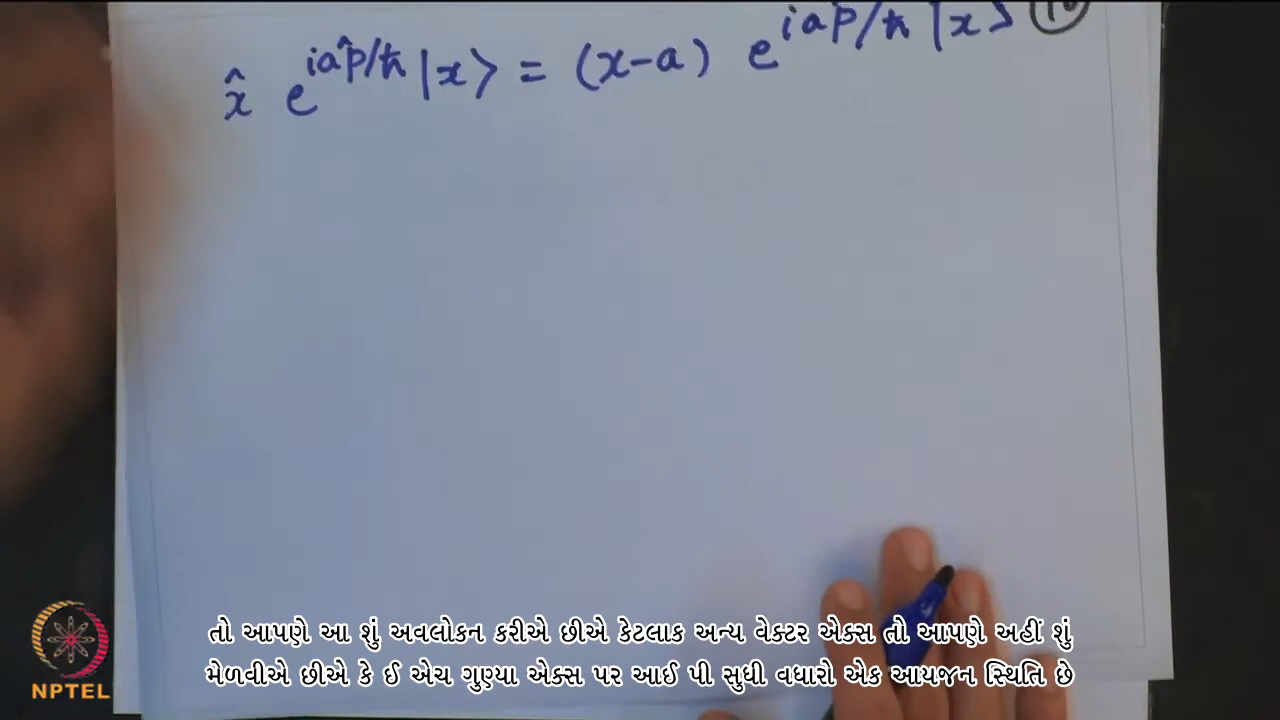 x̂ e^{iap̂/ħ} |x⟩ = (x-a) e^{iap̂/ħ} |x⟩
તો આપણે આ શું અવલોકન કરીએ છીએ કેટલાક અન્ય વેક્ટર એક્સ તો આપણે અહીં શું
મેળવીએ છીએ કે ઈ એચ ગુણ્યા એક્સ પર આઈ પી સુધી વધારો એક આયજન સ્થિતિ છે
NPTEL